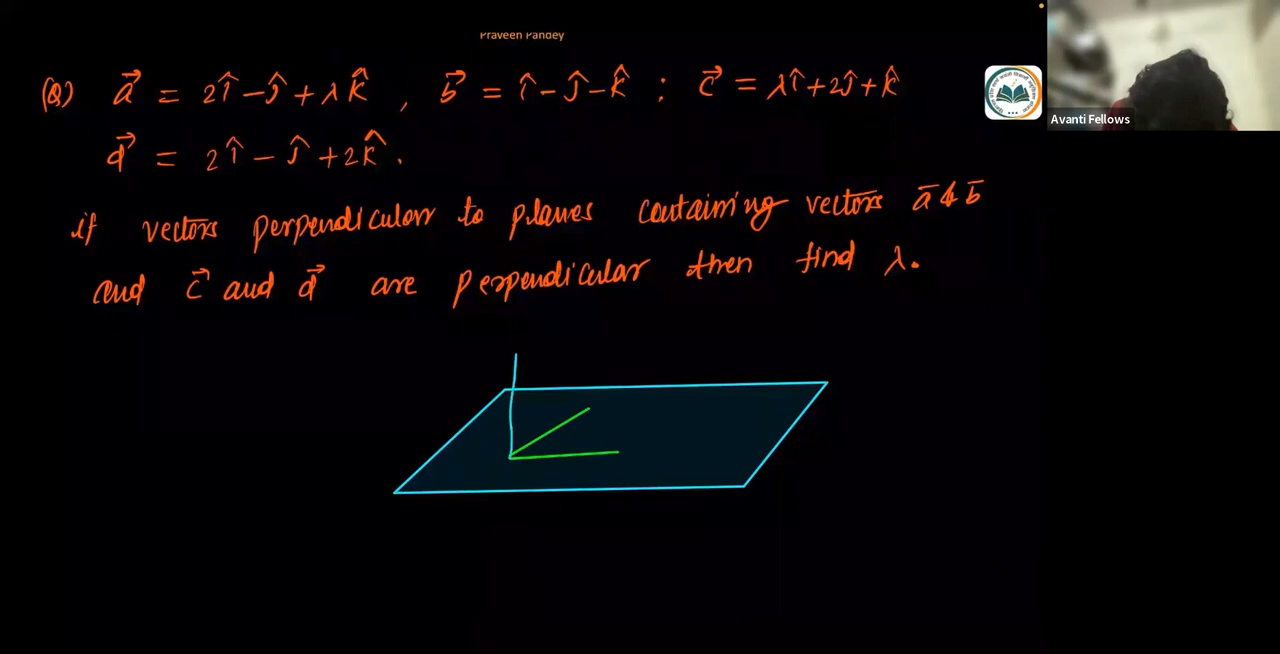 Praveen Pandey
(Q) a⃗ = 2î - ĵ + λk̂ , b⃗ = î - ĵ - k̂ ; c⃗ = λî + 2ĵ + k̂
d⃗ = 2î - ĵ + 2k̂ .
if vectors perpendicular to planes containing vectors a̅ & b̅
and c⃗ and d⃗ are perpendicular then find λ.
Avanti Fellows